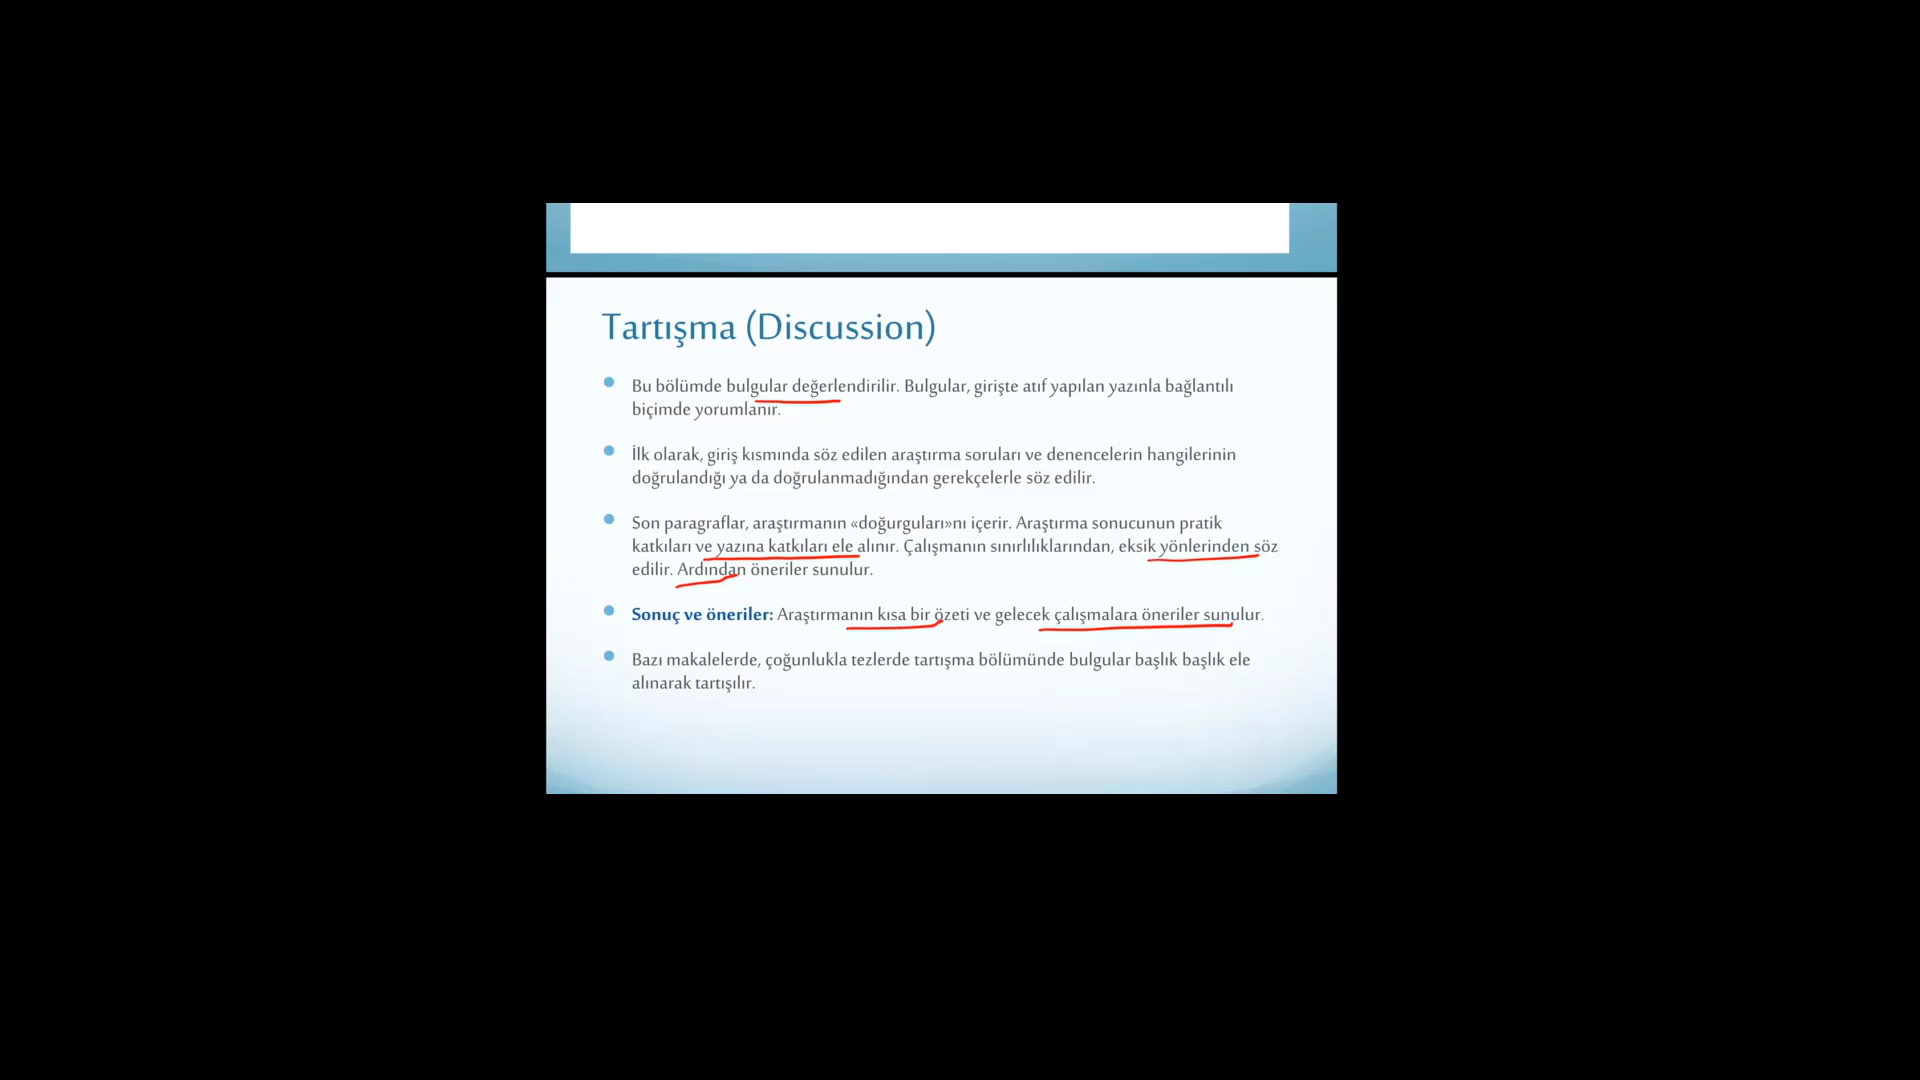 Tartışma (Discussion)
Bu bölümde bulgular değerlendirilir. Bulgular, girişte atıf yapılan yazınla bağlantılı
biçimde yorumlanır.
İlk olarak, giriş kısmında söz edilen araştırma soruları ve denencelerin hangilerinin
doğrulandığı ya da doğrulanmadığından gerekçelerle söz edilir.
Son paragraflar, araştırmanın «doğurguları»nı içerir. Araştırma sonucunun pratik
katkıları ve yazına katkıları ele alınır. Çalışmanın sınırlılıklarından, eksik yönlerinden söz
edilir. Ardından öneriler sunulur.
Sonuç ve öneriler: Araştırmanın kısa bir özeti ve gelecek çalışmalara öneriler sunulur.
Bazı makalelerde, çoğunlukla tezlerde tartışma bölümünde bulgular başlık başlık ele
alınarak tartışılır.